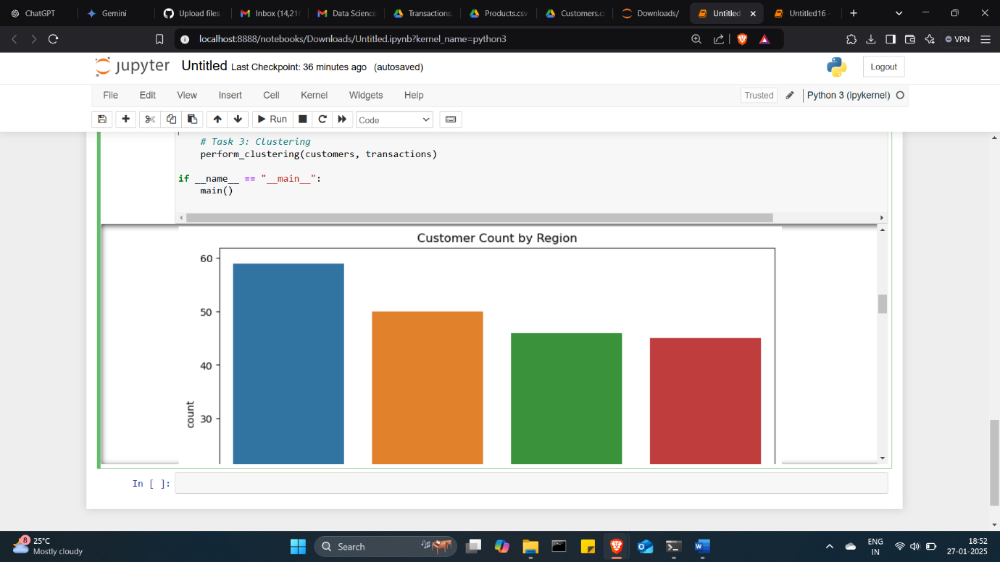 ChatGPT
Gemini
Upload files
Inbox (14,21
Data Science
Transactions.
Products.csv
Customers.c
Downloads/
Untitled
Untitled16 -
localhost:8888/notebooks/Downloads/Untitled.ipynb?kernel_name=python3
VPN
jupyter Untitled Last Checkpoint: 36 minutes ago (autosaved)
Logout
File Edit View Insert Cell Kernel Widgets Help
Trusted
Python 3 (ipykernel)
Run
Code
# Task 3: Clustering
perform_clustering(customers, transactions)
if __name__ == "__main__":
main()
Customer Count by Region
60
50
40
30
count
In [ ]:
8
25°C
Mostly cloudy
Search
ENG
IN
18:52
27-01-2025